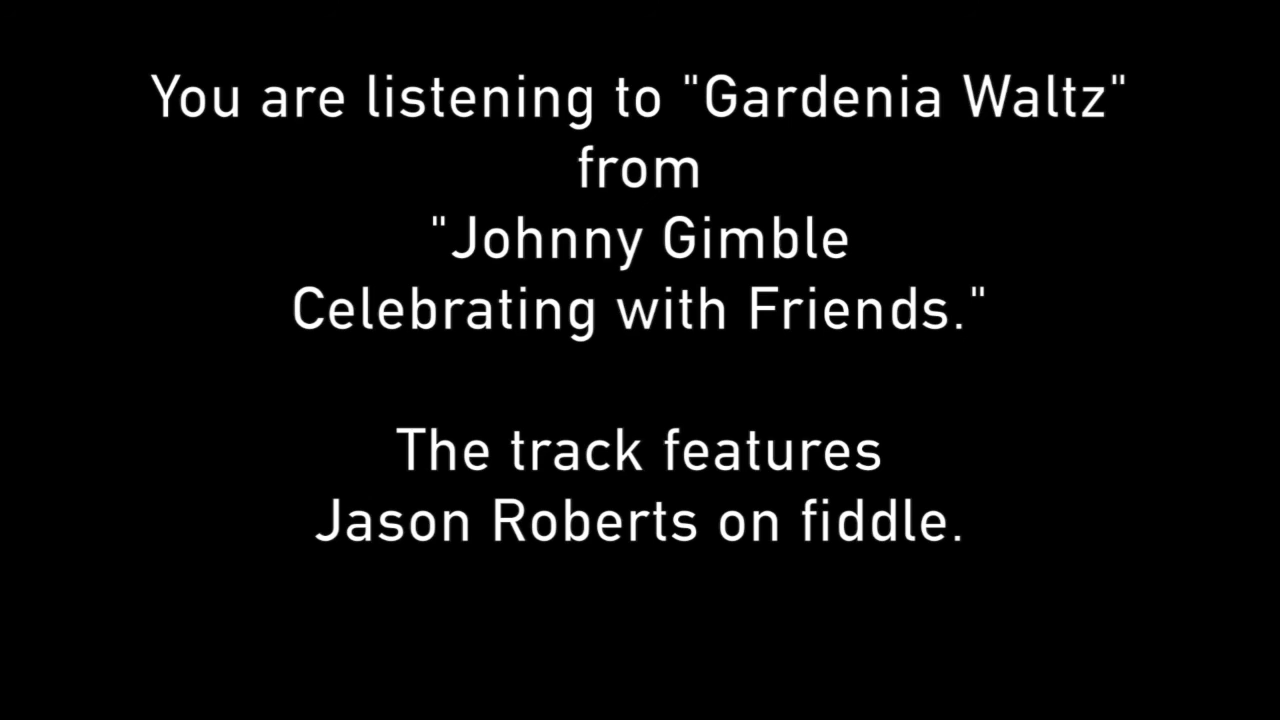 You are listening to "Gardenia Waltz"
from
"Johnny Gimble
Celebrating with Friends."
The track features
Jason Roberts on fiddle.